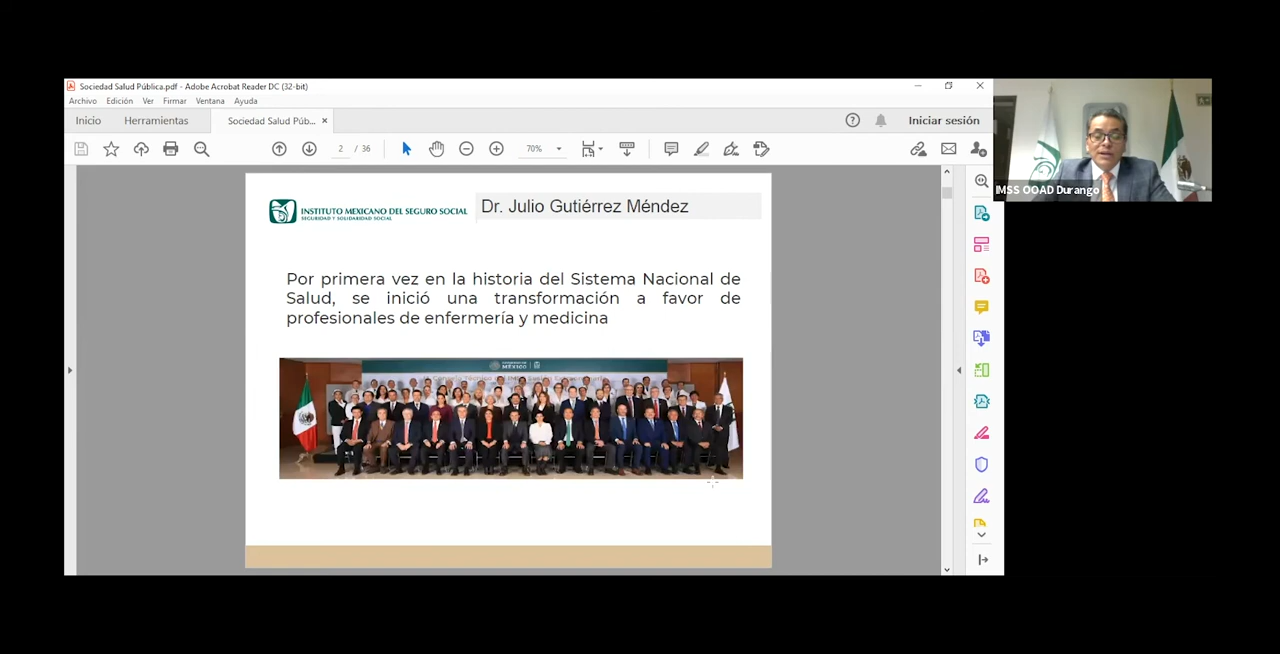 Sociedad Salud Pública.pdf - Adobe Acrobat Reader DC (32-bit)
Archivo Edición Ver Firmar Ventana Ayuda
Inicio Herramientas Sociedad Salud Púb... Iniciar sesión
2 / 36 70%
IMSS OOAD Durango
INSTITUTO MEXICANO DEL SEGURO SOCIAL
SEGURIDAD Y SOLIDARIDAD SOCIAL
Dr. Julio Gutiérrez Méndez
Por primera vez en la historia del Sistema Nacional de
Salud, se inició una transformación a favor de
profesionales de enfermería y medicina
MÉXICO